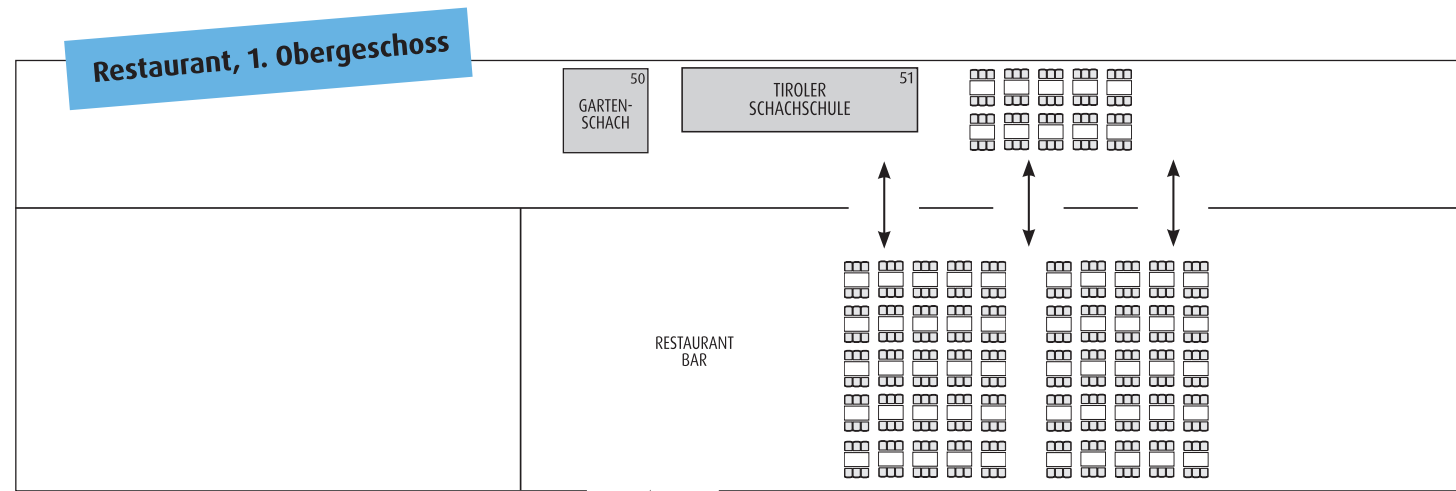 Restaurant, 1. Obergeschoss
50
GARTEN-
SCHACH
51
TIROLER
SCHACHSCHULE
RESTAURANT
BAR